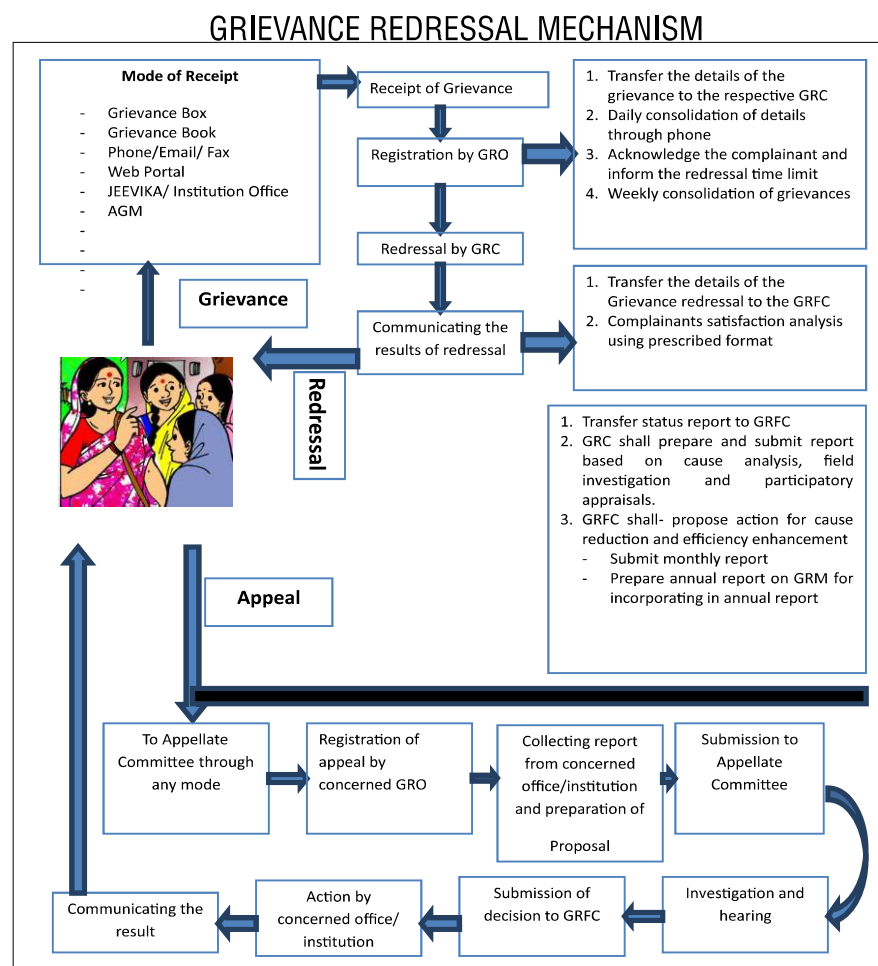 GRIEVANCE REDRESSAL MECHANISM
Mode of Receipt
- Grievance Box
- Grievance Book
- Phone/Email/ Fax
- Web Portal
- JEEVIKA/ Institution Office
- AGM
-
-
-
-
Receipt of Grievance
Registration by GRO
1. Transfer the details of the
grievance to the respective GRC
2. Daily consolidation of details
through phone
3. Acknowledge the complainant and
inform the redressal time limit
4. Weekly consolidation of grievances
Redressal by GRC
Grievance
Communicating the
results of redressal
1. Transfer the details of the
Grievance redressal to the GRFC
2. Complainants satisfaction analysis
using prescribed format
Redressal
1. Transfer status report to GRFC
2. GRC shall prepare and submit report
based on cause analysis, field
investigation and participatory
appraisals.
3. GRFC shall- propose action for cause
reduction and efficiency enhancement
- Submit monthly report
- Prepare annual report on GRM for
incorporating in annual report
Appeal
To Appellate
Committee through
any mode
Registration of
appeal by
concerned GRO
Collecting report
from concerned
office/institution
and preparation of
Proposal
Submission to
Appellate
Committee
Investigation and
hearing
Submission of
decision to GRFC
Action by
concerned office/
institution
Communicating the
result